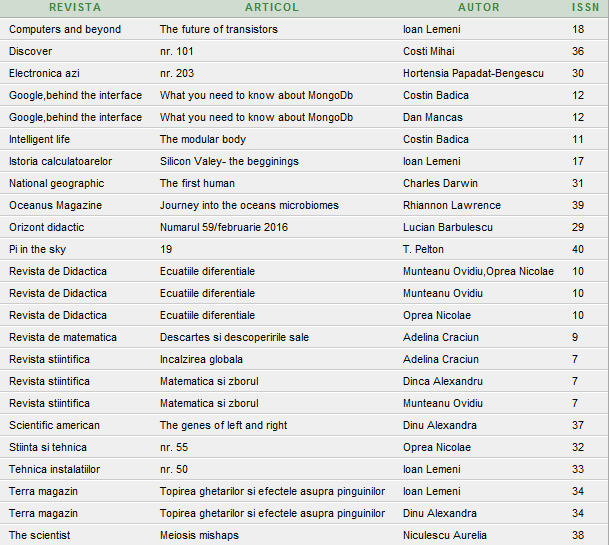 REVISTA ARTICOL AUTOR ISSN
Computers and beyond The future of transistors Ioan Lemeni 18
Discover nr. 101 Costi Mihai 36
Electronica azi nr. 203 Hortensia Papadat-Bengescu 30
Google,behind the interface What you need to know about MongoDb Costin Badica 12
Google,behind the interface What you need to know about MongoDb Dan Mancas 12
Intelligent life The modular body Costin Badica 11
Istoria calculatoarelor Silicon Valey- the begginings Ioan Lemeni 17
National geographic The first human Charles Darwin 31
Oceanus Magazine Journey into the oceans microbiomes Rhiannon Lawrence 39
Orizont didactic Numarul 59/februarie 2016 Lucian Barbulescu 29
Pi in the sky 19 T. Pelton 40
Revista de Didactica Ecuatiile diferentiale Munteanu Ovidiu,Oprea Nicolae 10
Revista de Didactica Ecuatiile diferentiale Munteanu Ovidiu 10
Revista de Didactica Ecuatiile diferentiale Oprea Nicolae 10
Revista de matematica Descartes si descoperirile sale Adelina Craciun 9
Revista stiintifica Incalzirea globala Adelina Craciun 7
Revista stiintifica Matematica si zborul Dinca Alexandru 7
Revista stiintifica Matematica si zborul Munteanu Ovidiu 7
Scientific american The genes of left and right Dinu Alexandru 37
Stiinta si tehnica nr. 55 Oprea Nicolae 32
Tehnica instalatiilor nr. 50 Ioan Lemeni 33
Terra magazin Topirea ghetarilor si efectele asupra pinguinilor Ioan Lemeni 34
Terra magazin Topirea ghetarilor si efectele asupra pinguinilor Dinu Alexandru 34
The scientist Meiosis mishaps Niculescu Aurelia 38